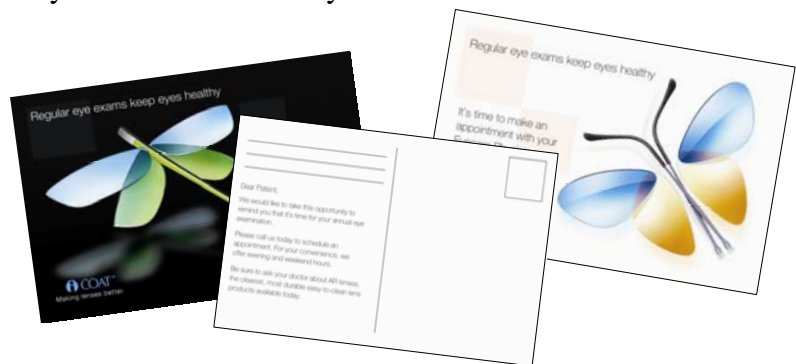 Regular eye exams keep eyes healthy
iCOAT™
Making lenses better
Dear Patient,
We would like to take this opportunity to
remind you that it's time for your annual eye
examination.
Please call us today to schedule an
appointment. For your convenience, we
offer evening and weekend hours.
Be sure to ask your doctor about AR lenses,
the clearest, most durable easy-to-clean lens
products available today.
Regular eye exams keep eyes healthy
It's time to make an
appointment with your